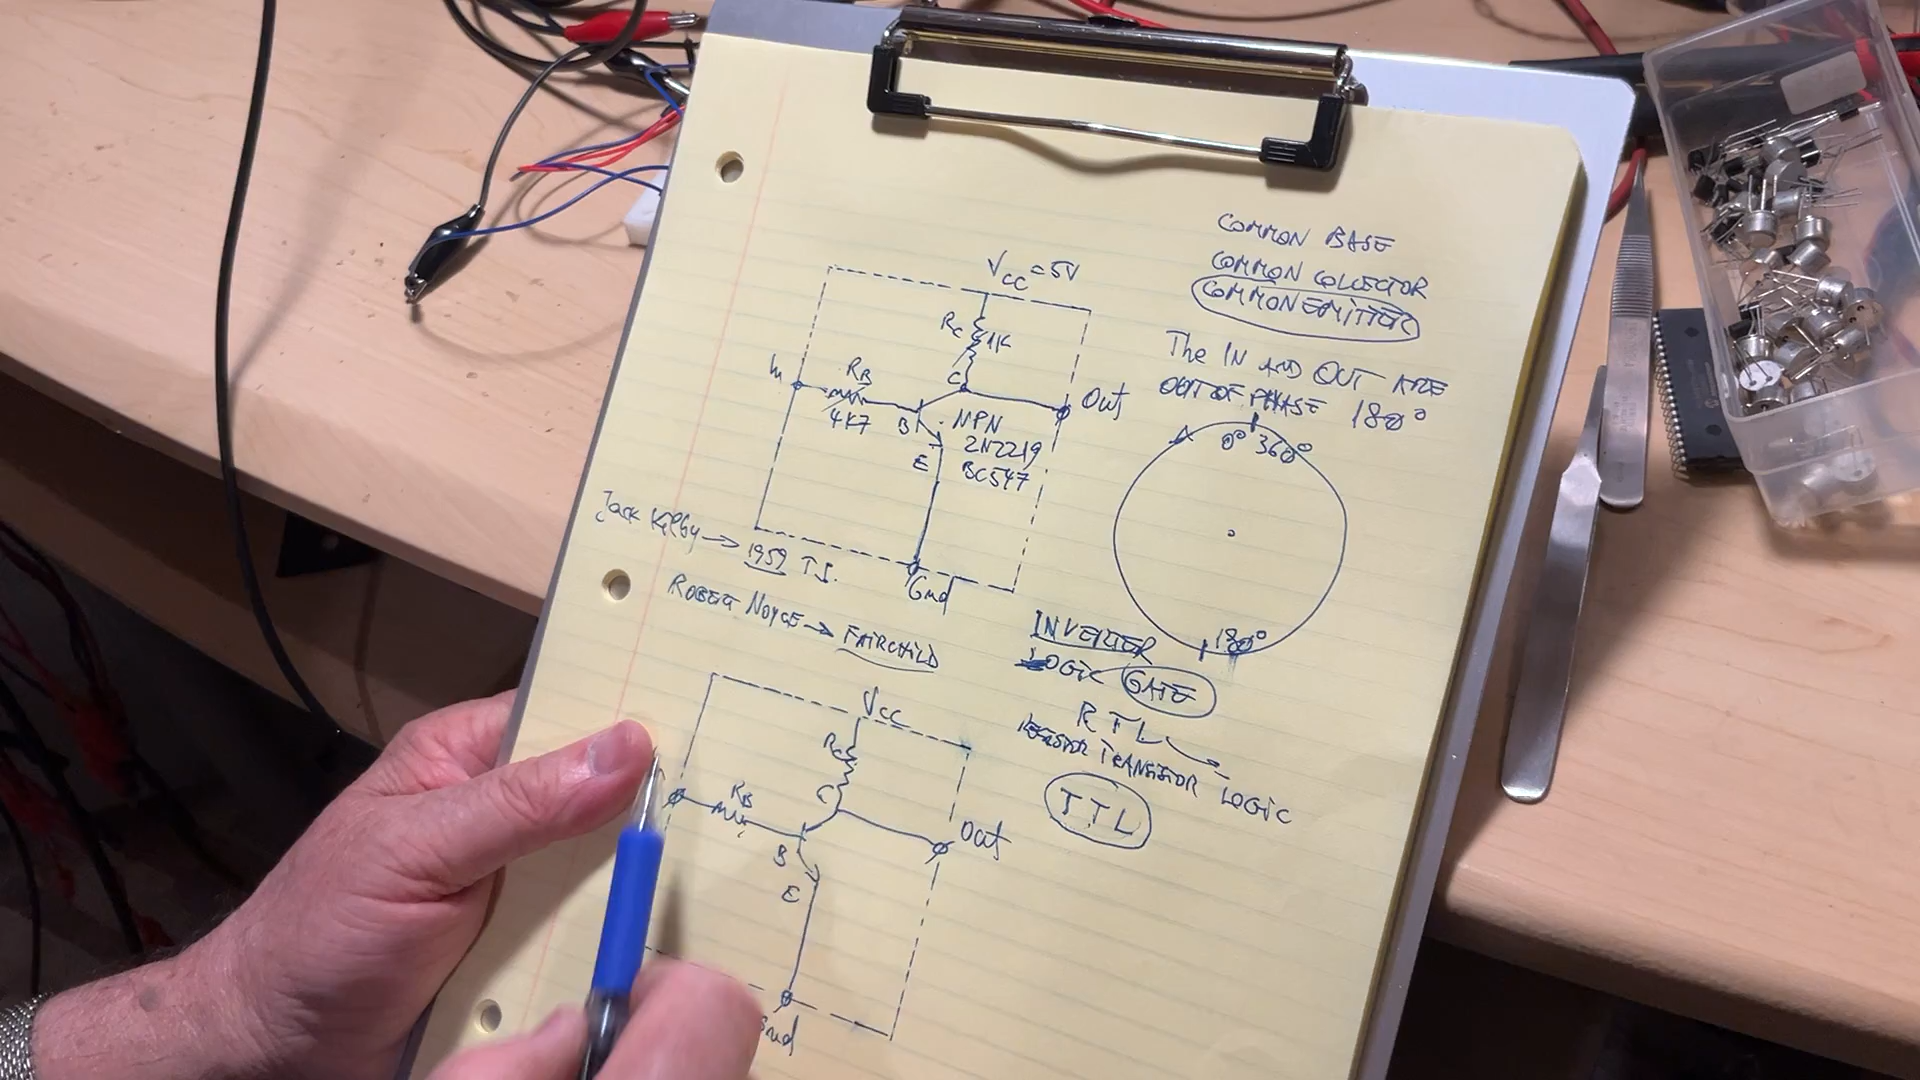 COMMON BASE
COMMON COLLECTOR
COMMON EMITTER
The IN AND OUT ARE
OUT OF PHASE 180°
0° 360°
180°
VCC = 5V
RC 1K
In
RB
4K7
C
B
E
NPN
2N2219
BC547
Out
Gnd
Jack Kilby → 1959 T.I.
ROBERT NOYCE → FAIRCHILD
INVERTER
LOGIC GATE
RTL
RESISTOR TRANSISTOR LOGIC
TTL
VCC
RC
RB
C
B
E
Out
Gnd